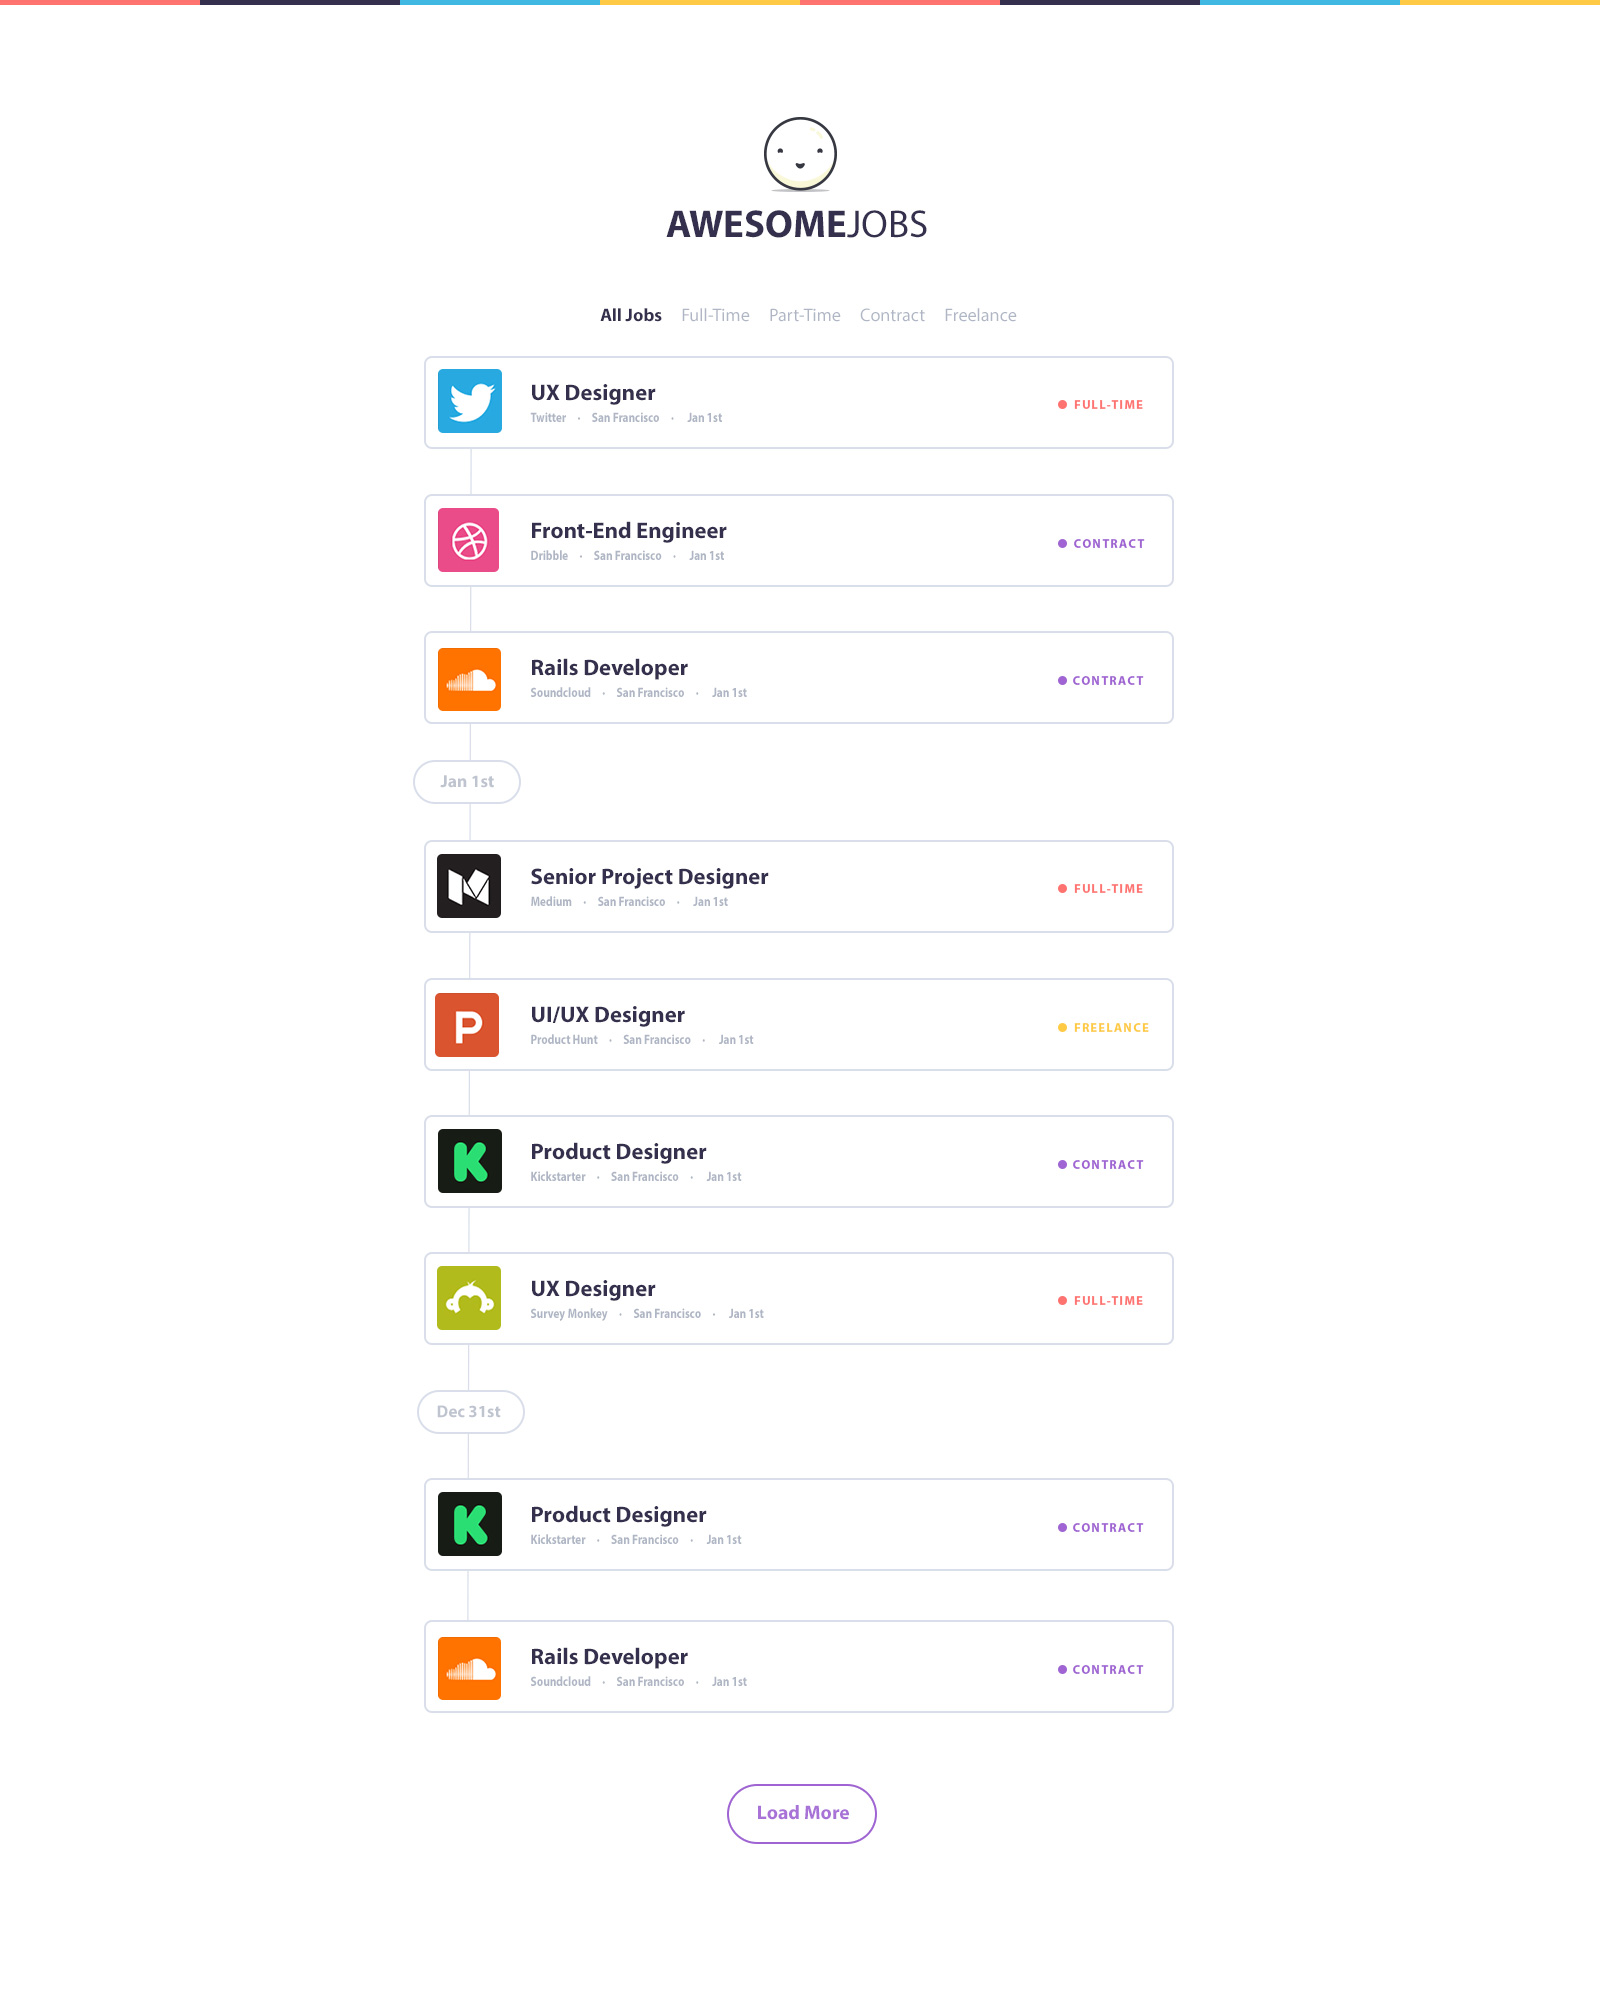 AWESOMEJOBS
All Jobs Full-Time Part-Time Contract Freelance
UX Designer
Twitter · San Francisco · Jan 1st
FULL-TIME
Front-End Engineer
Dribble · San Francisco · Jan 1st
CONTRACT
Rails Developer
Soundcloud · San Francisco · Jan 1st
CONTRACT
Jan 1st
Senior Project Designer
Medium · San Francisco · Jan 1st
FULL-TIME
P
UI/UX Designer
Product Hunt · San Francisco · Jan 1st
FREELANCE
K
Product Designer
Kickstarter · San Francisco · Jan 1st
CONTRACT
UX Designer
Survey Monkey · San Francisco · Jan 1st
FULL-TIME
Dec 31st
K
Product Designer
Kickstarter · San Francisco · Jan 1st
CONTRACT
Rails Developer
Soundcloud · San Francisco · Jan 1st
CONTRACT
Load More